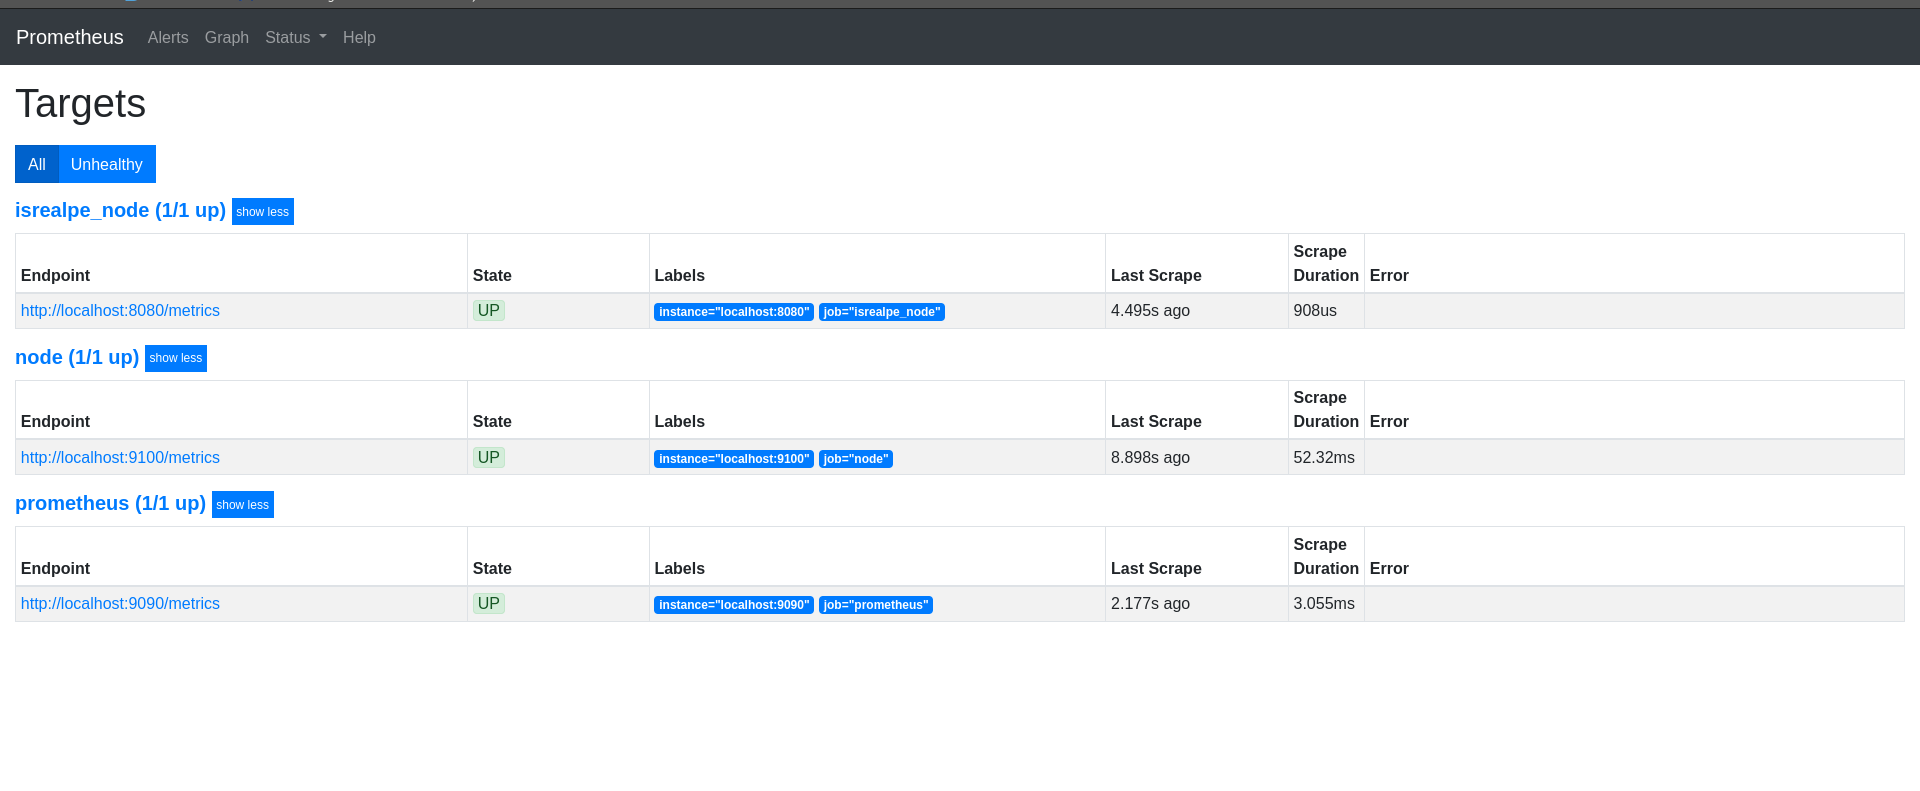 Prometheus Alerts Graph Status Help
Targets
All Unhealthy
isrealpe_node (1/1 up) show less
Endpoint State Labels Last Scrape Scrape Duration Error
http://localhost:8080/metrics UP instance="localhost:8080" job="isrealpe_node" 4.495s ago 908us
node (1/1 up) show less
Endpoint State Labels Last Scrape Scrape Duration Error
http://localhost:9100/metrics UP instance="localhost:9100" job="node" 8.898s ago 52.32ms
prometheus (1/1 up) show less
Endpoint State Labels Last Scrape Scrape Duration Error
http://localhost:9090/metrics UP instance="localhost:9090" job="prometheus" 2.177s ago 3.055ms